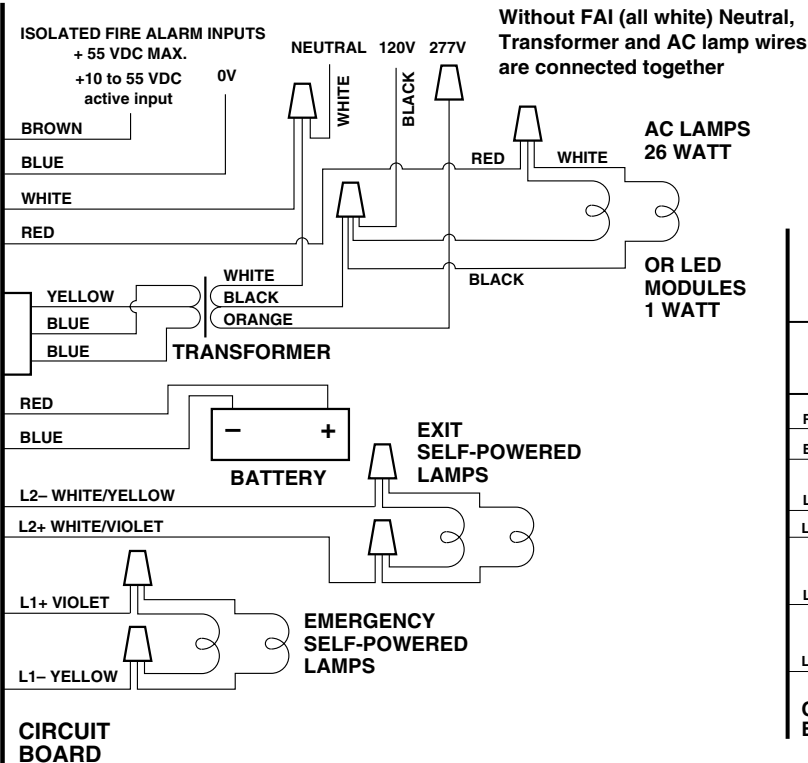 Without FAI (all white) Neutral,
Transformer and AC lamp wires
are connected together
ISOLATED FIRE ALARM INPUTS
+ 55 VDC MAX.
+10 to 55 VDC
active input
0V
NEUTRAL
120V
277V
WHITE
BLACK
BROWN
BLUE
WHITE
RED
RED
WHITE
AC LAMPS
26 WATT
BLACK
OR LED
MODULES
1 WATT
YELLOW
BLUE
BLUE
WHITE
BLACK
ORANGE
TRANSFORMER
RED
BLUE
– +
BATTERY
EXIT
SELF-POWERED
LAMPS
L2– WHITE/YELLOW
L2+ WHITE/VIOLET
L1+ VIOLET
L1– YELLOW
EMERGENCY
SELF-POWERED
LAMPS
CIRCUIT
BOARD